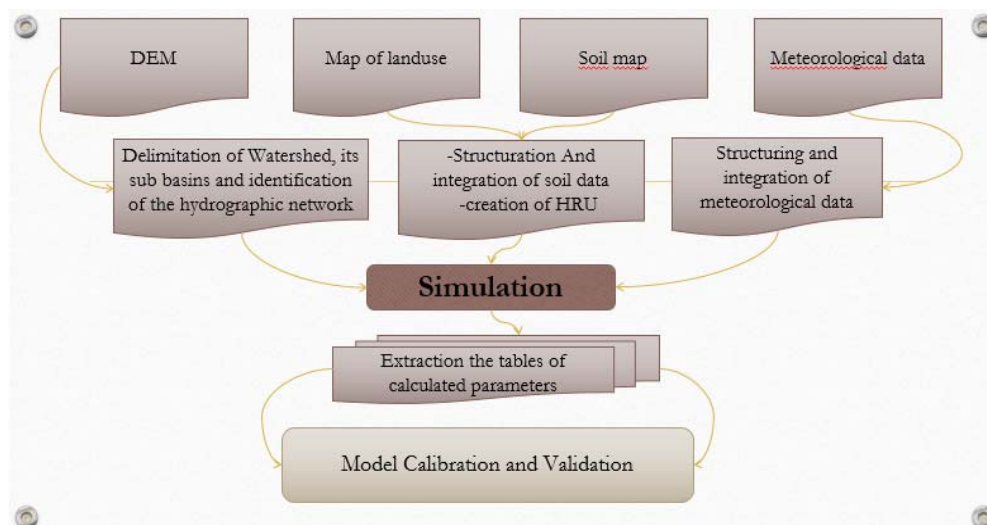 DEM
Map of landuse
Soil map
Meteorological data
Delimitation of Watershed, its
sub basins and identification
of the hydrographic network
-Structuration And
integration of soil data
-creation of HRU
Structuring and
integration of
meteorological data
Simulation
Extraction the tables of
calculated parameters
Model Calibration and Validation